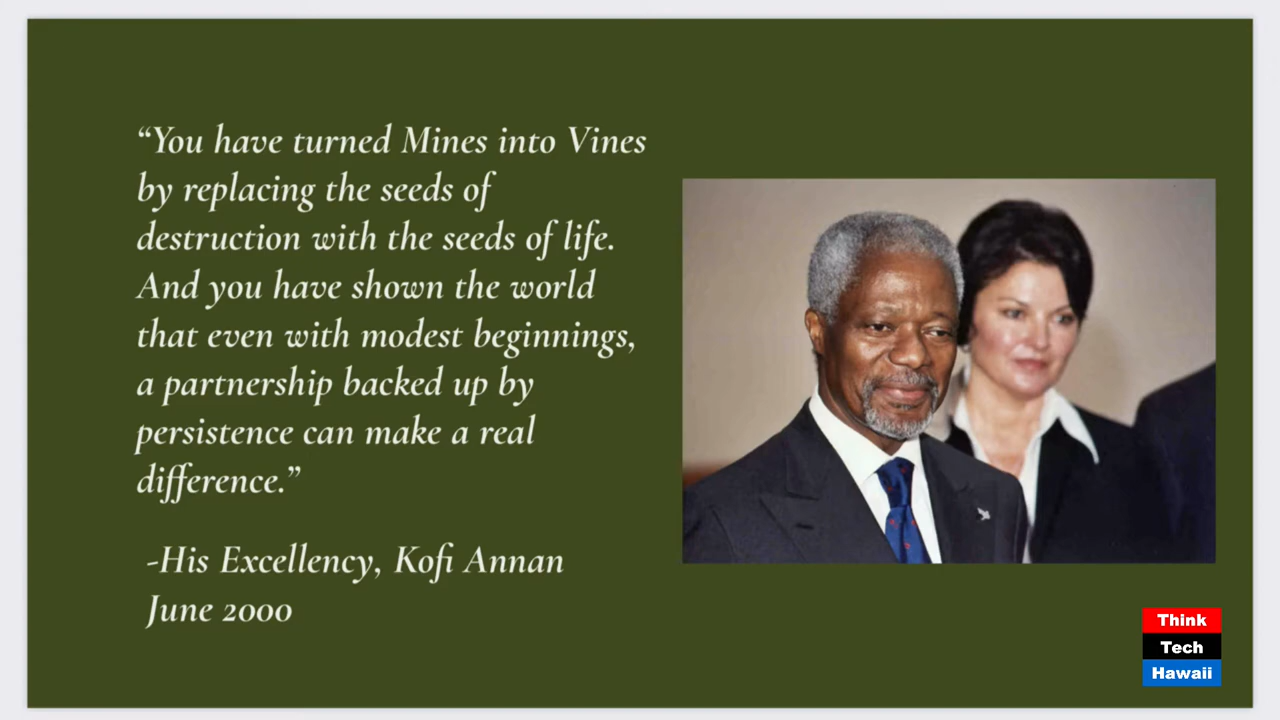 “You have turned Mines into Vines
by replacing the seeds of
destruction with the seeds of life.
And you have shown the world
that even with modest beginnings,
a partnership backed up by
persistence can make a real
difference.”
-His Excellency, Kofi Annan
June 2000
Think
Tech
Hawaii